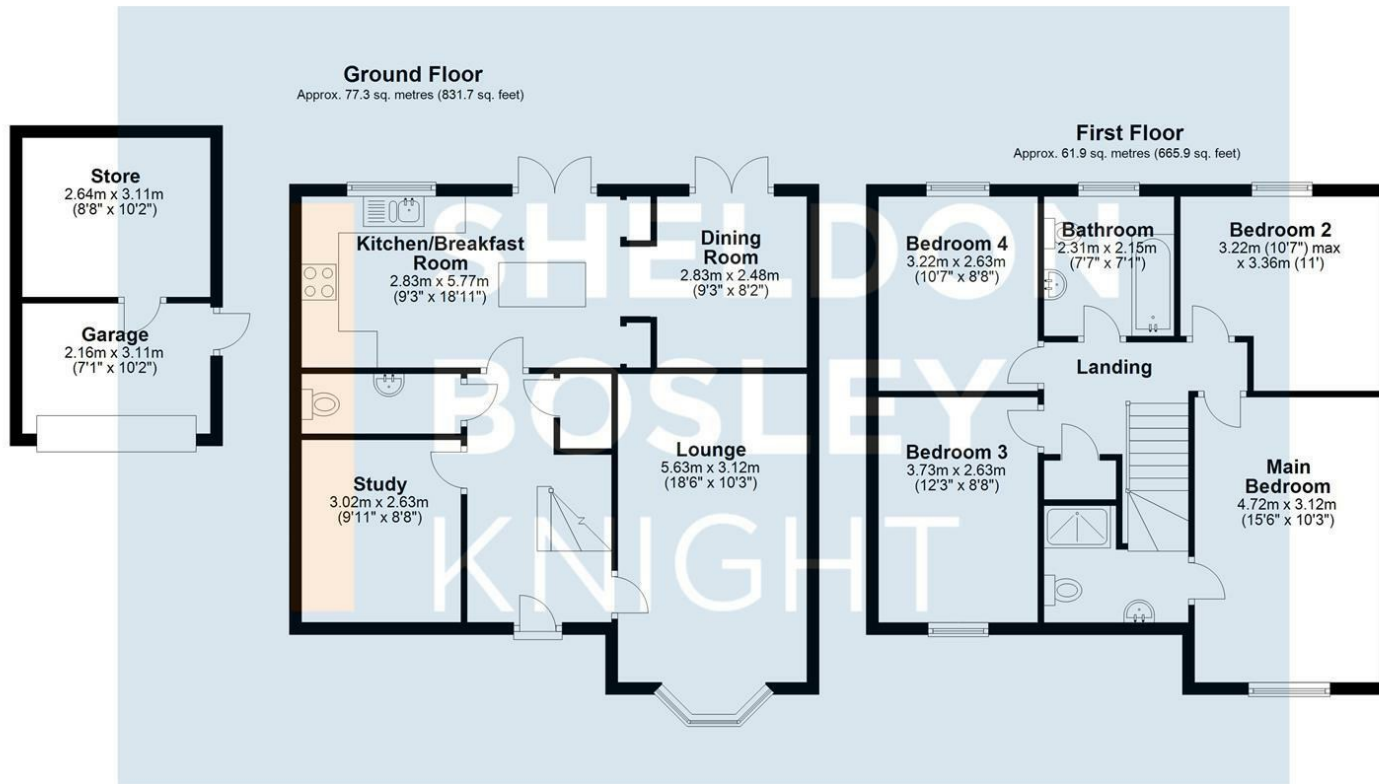 Ground Floor
Approx. 77.3 sq. metres (831.7 sq. feet)
Store
2.64m x 3.11m
(8'8" x 10'2")
Garage
2.16m x 3.11m
(7'1" x 10'2")
Kitchen/Breakfast
Room
2.83m x 5.77m
(9'3" x 18'11")
Dining
Room
2.83m x 2.48m
(9'3" x 8'2")
Study
3.02m x 2.63m
(9'11" x 8'8")
Lounge
5.63m x 3.12m
(18'6" x 10'3")
First Floor
Approx. 61.9 sq. metres (665.9 sq. feet)
Bedroom 4
3.22m x 2.63m
(10'7" x 8'8")
Bathroom
2.31m x 2.15m
(7'7" x 7'1")
Bedroom 2
3.22m (10'7") max
x 3.36m (11')
Landing
Bedroom 3
3.73m x 2.63m
(12'3" x 8'8")
Main
Bedroom
4.72m x 3.12m
(15'6" x 10'3")
SHELDON
BOSLEY
KNIGHT